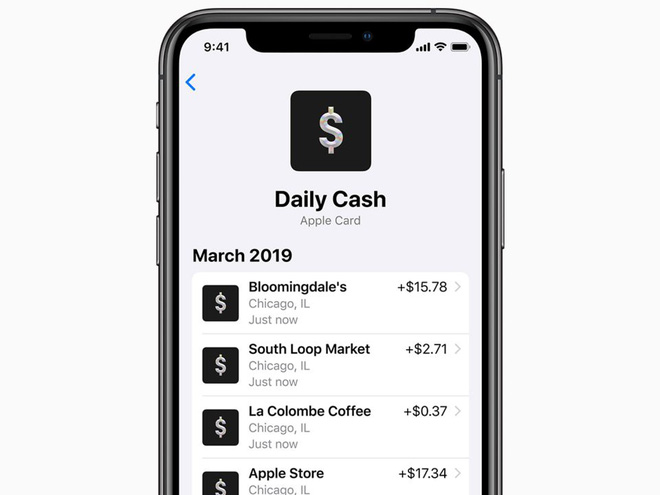 9:41
$
Daily Cash
Apple Card
March 2019
$
Bloomingdale's +$15.78
Chicago, IL
Just now
$
South Loop Market +$2.71
Chicago, IL
Just now
$
La Colombe Coffee +$0.37
Chicago, IL
Just now
$
Apple Store +$17.34
Chicago, IL